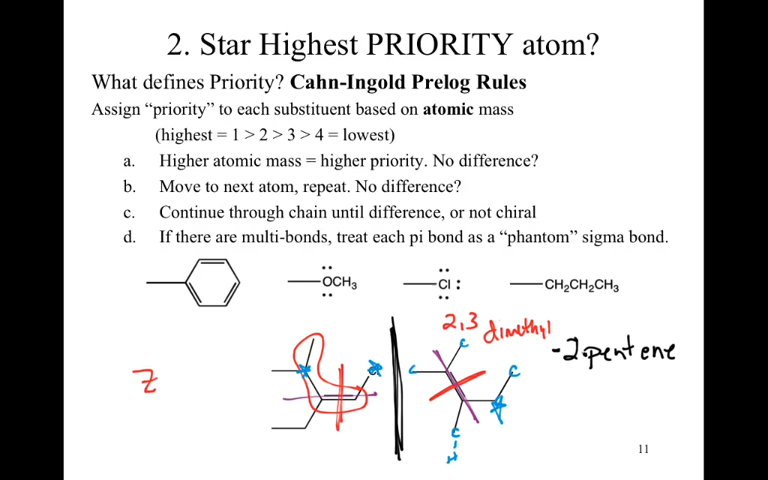 2. Star Highest PRIORITY atom?
What defines Priority? Cahn-Ingold Prelog Rules
Assign “priority” to each substituent based on atomic mass
(highest = 1 > 2 > 3 > 4 = lowest)
a. Higher atomic mass = higher priority. No difference?
b. Move to next atom, repeat. No difference?
c. Continue through chain until difference, or not chiral
d. If there are multi-bonds, treat each pi bond as a “phantom” sigma bond.
OCH3 Cl CH2CH2CH3
2,3 dimethyl
-2 pentene
Z
c
c
c
c
H
11